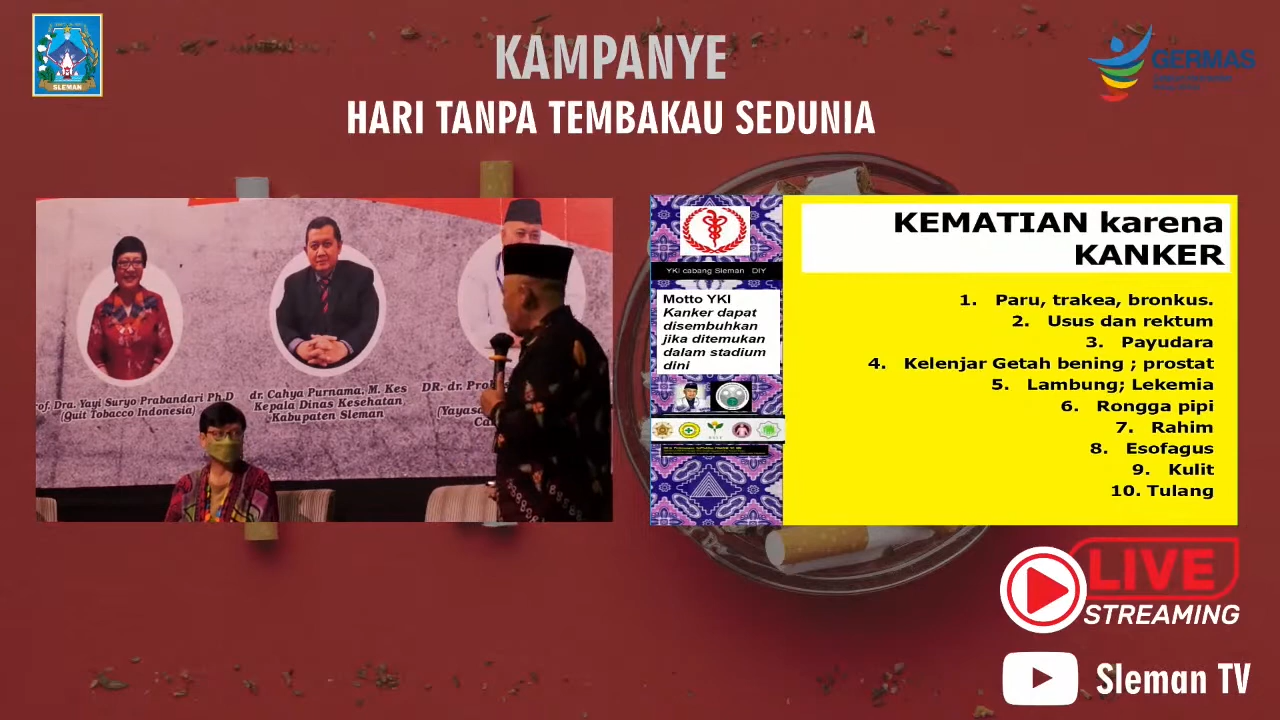 SLEMAN
KAMPANYE
HARI TANPA TEMBAKAU SEDUNIA
GERMAS
Prof. Dra. Yayi Suryo Prabandari Ph.D
(Quit Tobacco Indonesia)
dr. Cahya Purnama, M. Kes
Kepala Dinas Kesehatan
Kabupaten Sleman
DR. dr.
YKI cabang Sleman DIY
Motto YKI
Kanker dapat
disembuhkan
jika ditemukan
dalam stadium
dini
KEMATIAN karena
KANKER
1. Paru, trakea, bronkus.
2. Usus dan rektum
3. Payudara
4. Kelenjar Getah bening ; prostat
5. Lambung; Lekemia
6. Rongga pipi
7. Rahim
8. Esofagus
9. Kulit
10. Tulang
LIVE
STREAMING
Sleman TV